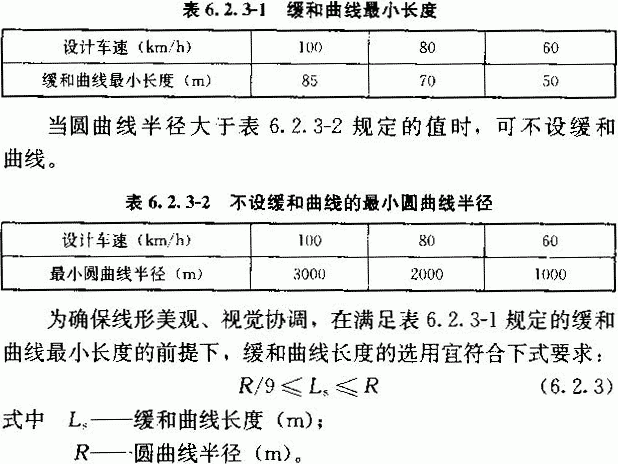 表 6.2.3-1 缓和曲线最小长度
设计车速（km/h） 100 80 60
缓和曲线最小长度（m） 85 70 50
当圆曲线半径大于表 6.2.3-2 规定的值时，可不设缓和
曲线。
表 6.2.3-2 不设缓和曲线的最小圆曲线半径
设计车速（km/h） 100 80 60
最小圆曲线半径（m） 3000 2000 1000
为确保线形美观、视觉协调，在满足表 6.2.3-1 规定的缓和
曲线最小长度的前提下，缓和曲线长度的选用宜符合下式要求：
R/9≤Ls≤R （6.2.3）
式中 Ls——缓和曲线长度（m）；
R——圆曲线半径（m）。